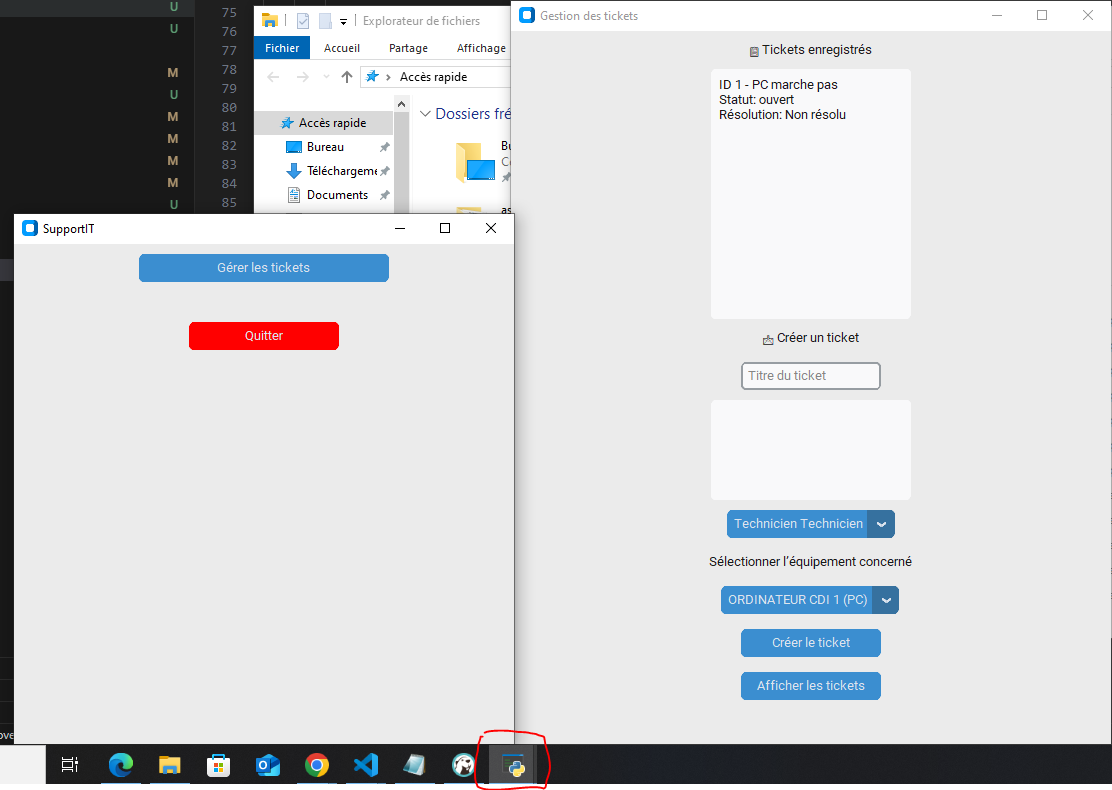 U
U
M
U
M
M
M
M
U
75
76
77
78
79
80
81
82
83
84
85
Explorateur de fichiers
Fichier Accueil Partage Affichage
Accès rapide
Dossiers fré
Accès rapide
Bureau
Téléchargeme
Documents
Bu
as
SupportIT
Gérer les tickets
Quitter
Gestion des tickets
Tickets enregistrés
ID 1 - PC marche pas
Statut: ouvert
Résolution: Non résolu
Créer un ticket
Titre du ticket
Technicien Technicien
Sélectionner l'équipement concerné
ORDINATEUR CDI 1 (PC)
Créer le ticket
Afficher les tickets
ove